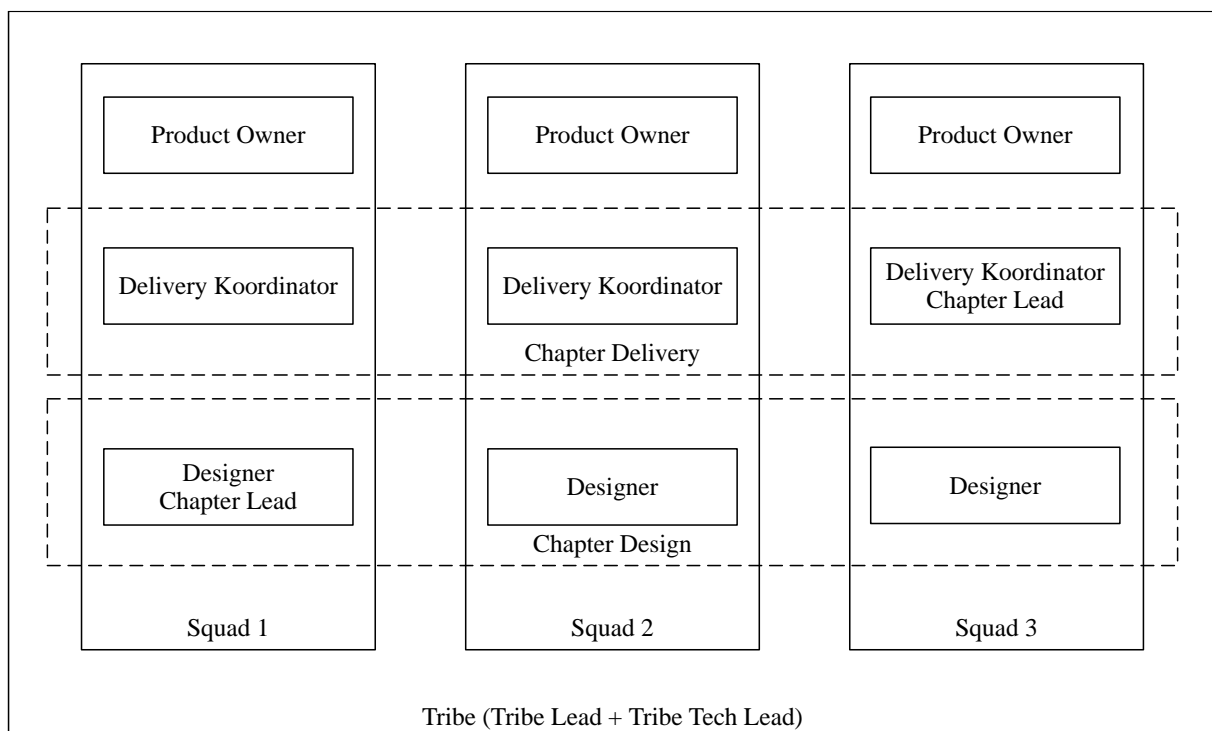 Product Owner
Product Owner
Product Owner
Delivery Koordinator
Delivery Koordinator
Delivery Koordinator
Chapter Lead
Chapter Delivery
Designer
Chapter Lead
Designer
Designer
Chapter Design
Squad 1
Squad 2
Squad 3
Tribe (Tribe Lead + Tribe Tech Lead)